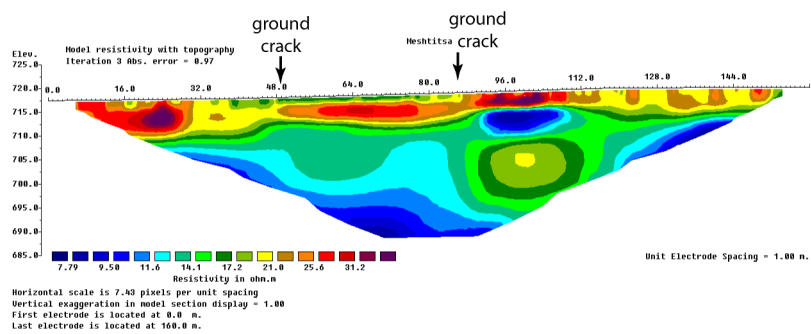 ground
crack
ground
crack
Meshtitsa
Elev.
Model resistivity with topography
Iteration 3 Abs. error = 0.97
725.0
720.0
715.0
710.0
705.0
700.0
695.0
690.0
685.0
0.0 16.0 32.0 48.0 64.0 80.0 96.0 112.0 128.0 144.0
7.79 9.50 11.6 14.1 17.2 21.0 25.6 31.2
Resistivity in ohm.m
Unit Electrode Spacing = 1.00 m.
Horizontal scale is 7.43 pixels per unit spacing
Vertical exaggeration in model section display = 1.00
First electrode is located at 0.0 m.
Last electrode is located at 160.0 m.